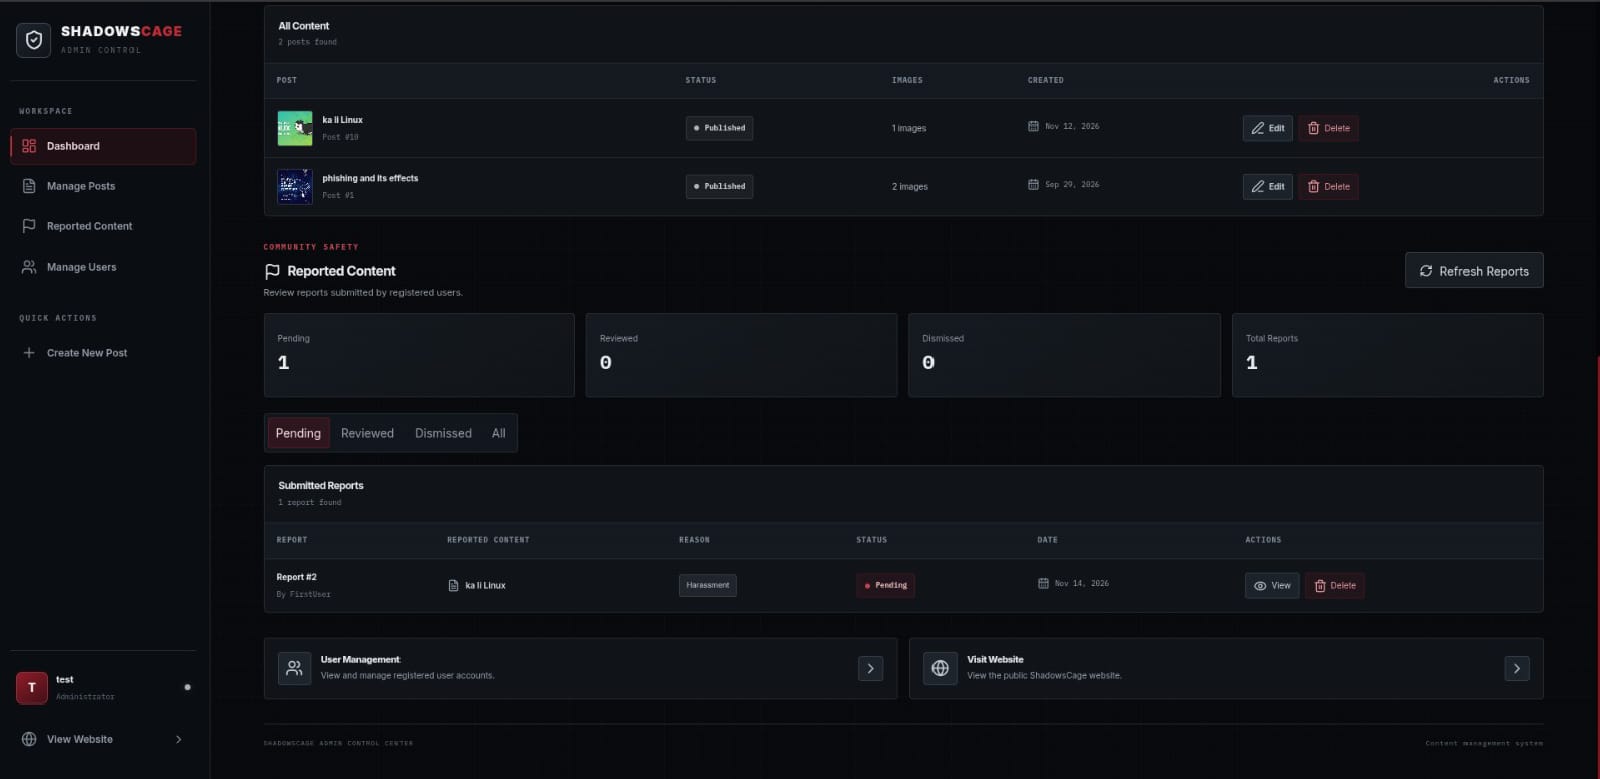 SHADOWSCAGE
ADMIN CONTROL
WORKSPACE
Dashboard
Manage Posts
Reported Content
Manage Users
QUICK ACTIONS
Create New Post
T
test
Administrator
View Website
All Content
2 posts found
POST STATUS IMAGES CREATED ACTIONS
ka li Linux
Post #10
Published
1 images
Nov 12, 2026
Edit
Delete
phishing and its effects
Post #1
Published
2 images
Sep 29, 2026
Edit
Delete
COMMUNITY SAFETY
Reported Content
Review reports submitted by registered users.
Refresh Reports
Pending
1
Reviewed
0
Dismissed
0
Total Reports
1
Pending Reviewed Dismissed All
Submitted Reports
1 report found
REPORT REPORTED CONTENT REASON STATUS DATE ACTIONS
Report #2
By FirstUser
ka li Linux
Harassment
Pending
Nov 14, 2026
View
Delete
User Management
View and manage registered user accounts.
Visit Website
View the public ShadowsCage website.
SHADOWSCAGE ADMIN CONTROL CENTER
Content management system